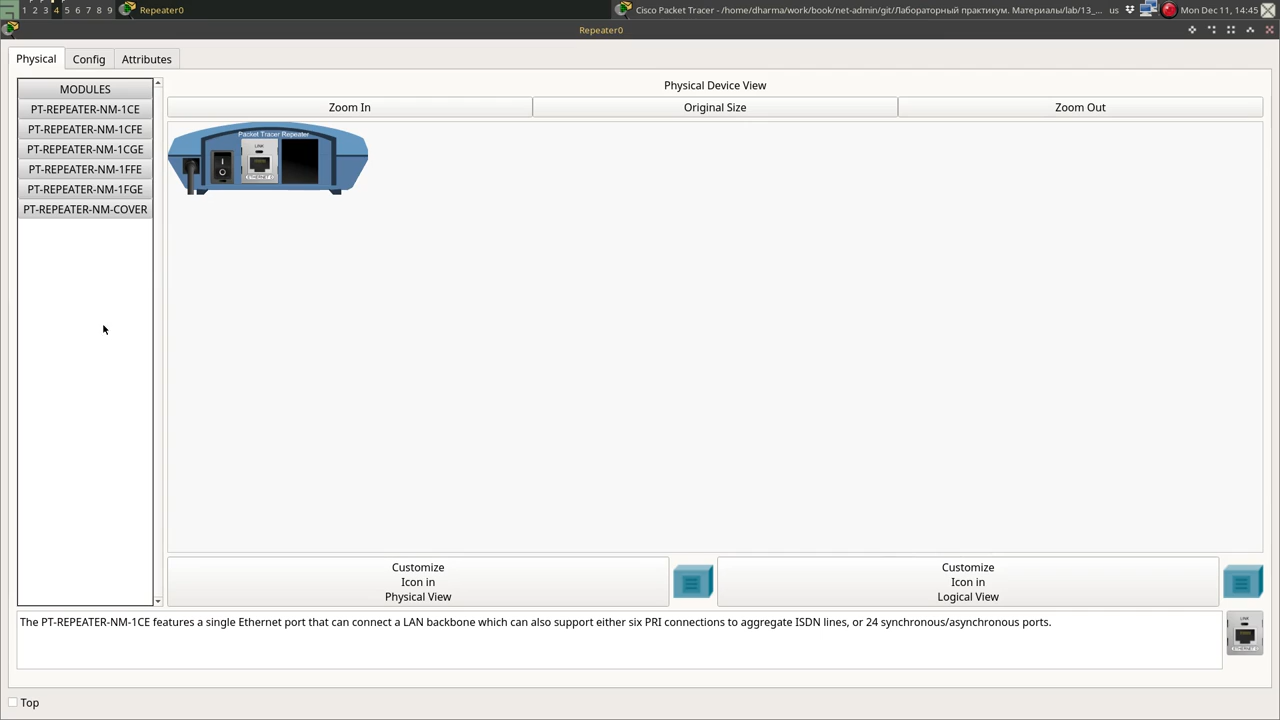 1 2 3 4 5 6 7 8 9 Repeater0 Cisco Packet Tracer - /home/dharma/work/book/net-admin/git/Лабораторный практикум. Материалы/lab/13_... us Mon Dec 11, 14:45
Repeater0
Physical Config Attributes
MODULES
PT-REPEATER-NM-1CE
PT-REPEATER-NM-1CFE
PT-REPEATER-NM-1CGE
PT-REPEATER-NM-1FFE
PT-REPEATER-NM-1FGE
PT-REPEATER-NM-COVER
Physical Device View
Zoom In Original Size Zoom Out
Packet Tracer Repeater
LINK
Customize
Icon in
Physical View
Customize
Icon in
Logical View
The PT-REPEATER-NM-1CE features a single Ethernet port that can connect a LAN backbone which can also support either six PRI connections to aggregate ISDN lines, or 24 synchronous/asynchronous ports.
LINK
Top